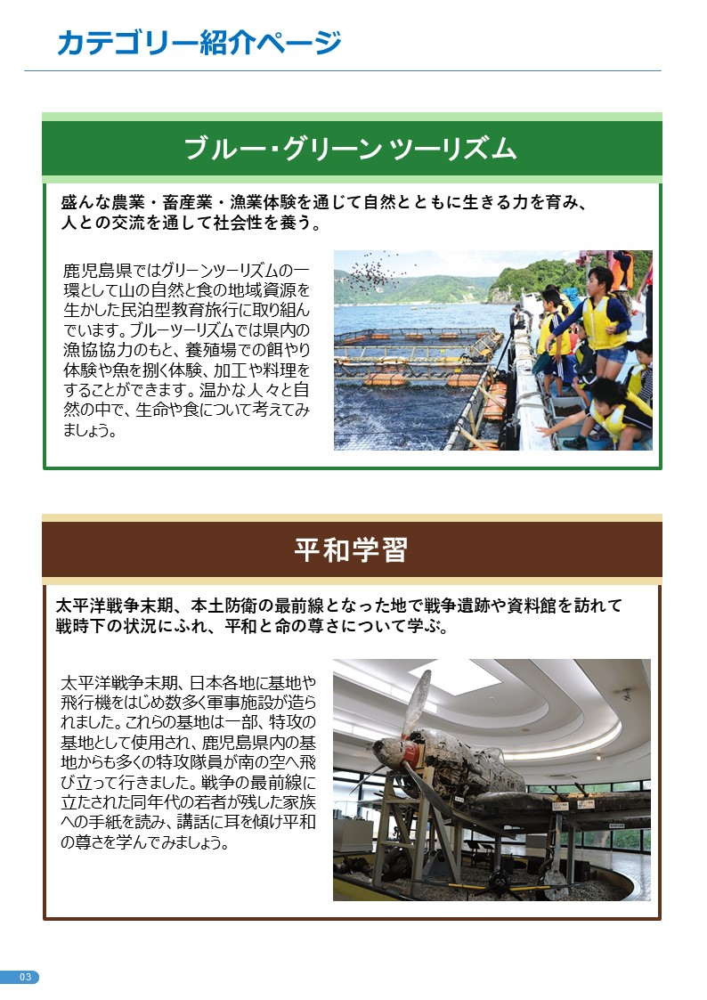 カテゴリー紹介ページ
ブルー・グリーン ツーリズム
盛んな農業・畜産業・漁業体験を通じて自然とともに生きる力を育み、
人との交流を通して社会性を養う。
鹿児島県ではグリーンツーリズムの一
環として山の自然と食の地域資源を
生かした民泊型教育旅行に取り組ん
でいます。ブルーツーリズムでは県内の
漁協協力のもと、養殖場での餌やり
体験や魚を捌く体験、加工や料理を
することができます。温かな人々と自
然の中で、生命や食について考えてみ
ましょう。
平和学習
太平洋戦争末期、本土防衛の最前線となった地で戦争遺跡や資料館を訪れて
戦時下の状況にふれ、平和と命の尊さについて学ぶ。
太平洋戦争末期、日本各地に基地や
飛行機をはじめ数多く軍事施設が造ら
れました。これらの基地は一部、特攻の
基地として使用され、鹿児島県内の基
地からも多くの特攻隊員が南の空へ飛
び立って行きました。戦争の最前線に
立たされた同年代の若者が残した家族
への手紙を読み、講話に耳を傾け平和
の尊さを学んでみましょう。
03